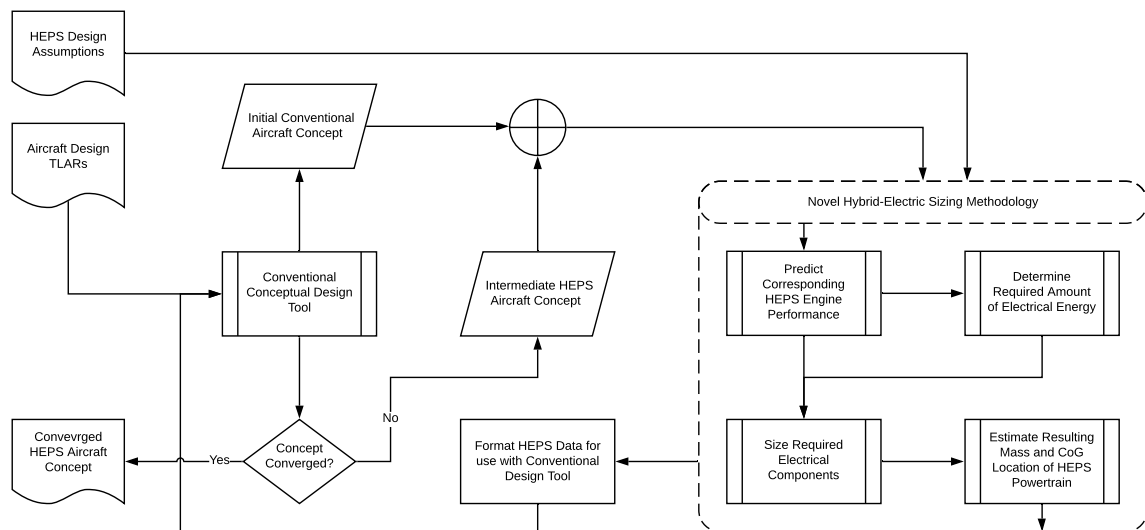 HEPS Design
Assumptions
Aircraft Design
TLARs
Initial Conventional
Aircraft Concept
Novel Hybrid-Electric Sizing Methodology
Conventional
Conceptual Design
Tool
Intermediate HEPS
Aircraft Concept
Predict
Corresponding
HEPS Engine
Performance
Determine
Required Amount
of Electrical Energy
No
Convevrged
HEPS Aircraft
Concept
Yes
Concept
Converged?
Format HEPS Data for
use with Conventional
Design Tool
Size Required
Electrical
Components
Estimate Resulting
Mass and CoG
Location of HEPS
Powertrain